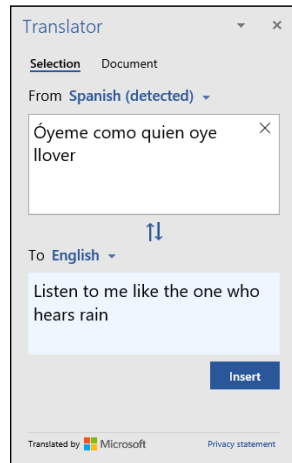 Translator
Selection Document
From Spanish (detected)
Óyeme como quien oye
llover
To English
Listen to me like the one who
hears rain
Insert
Translated by Microsoft Privacy statement